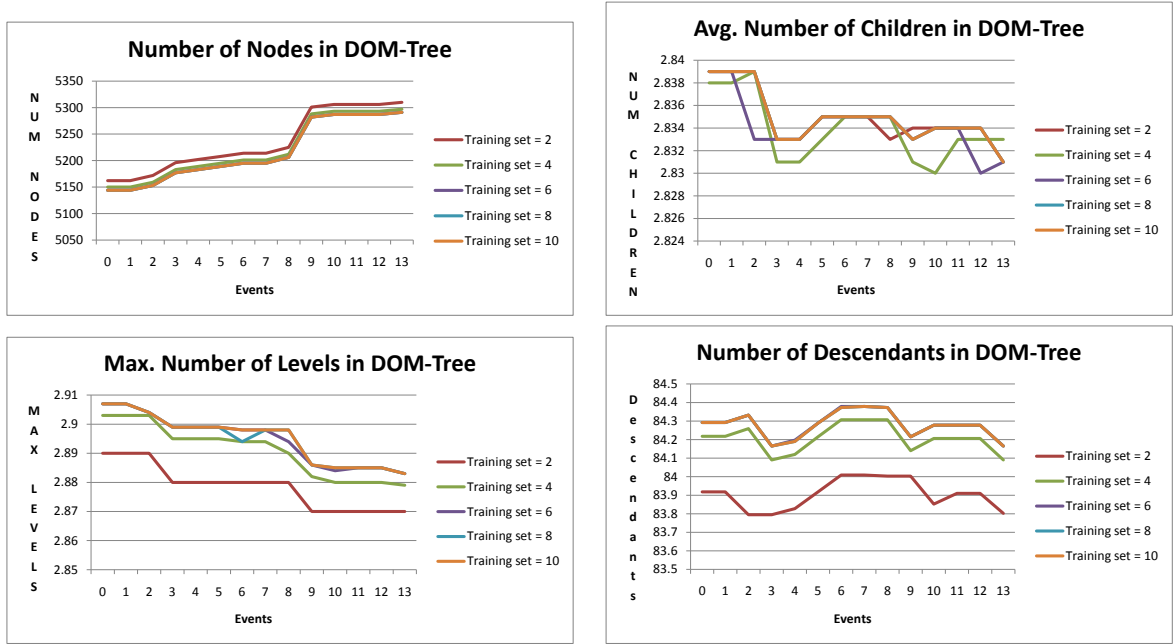 Number of Nodes in DOM-Tree
NUM NODES
5350
5300
5250
5200
5150
5100
5050
0 1 2 3 4 5 6 7 8 9 10 11 12 13
Events
Training set = 2
Training set = 4
Training set = 6
Training set = 8
Training set = 10
Avg. Number of Children in DOM-Tree
NUM CHILDREN
2.84
2.838
2.836
2.834
2.832
2.83
2.828
2.826
2.824
0 1 2 3 4 5 6 7 8 9 10 11 12 13
Events
Training set = 2
Training set = 4
Training set = 6
Training set = 8
Training set = 10
Max. Number of Levels in DOM-Tree
MAX LEVELS
2.91
2.9
2.89
2.88
2.87
2.86
2.85
0 1 2 3 4 5 6 7 8 9 10 11 12 13
Events
Training set = 2
Training set = 4
Training set = 6
Training set = 8
Training set = 10
Number of Descendants in DOM-Tree
Descendants
84.5
84.4
84.3
84.2
84.1
84
83.9
83.8
83.7
83.6
83.5
0 1 2 3 4 5 6 7 8 9 10 11 12 13
Events
Training set = 2
Training set = 4
Training set = 6
Training set = 8
Training set = 10